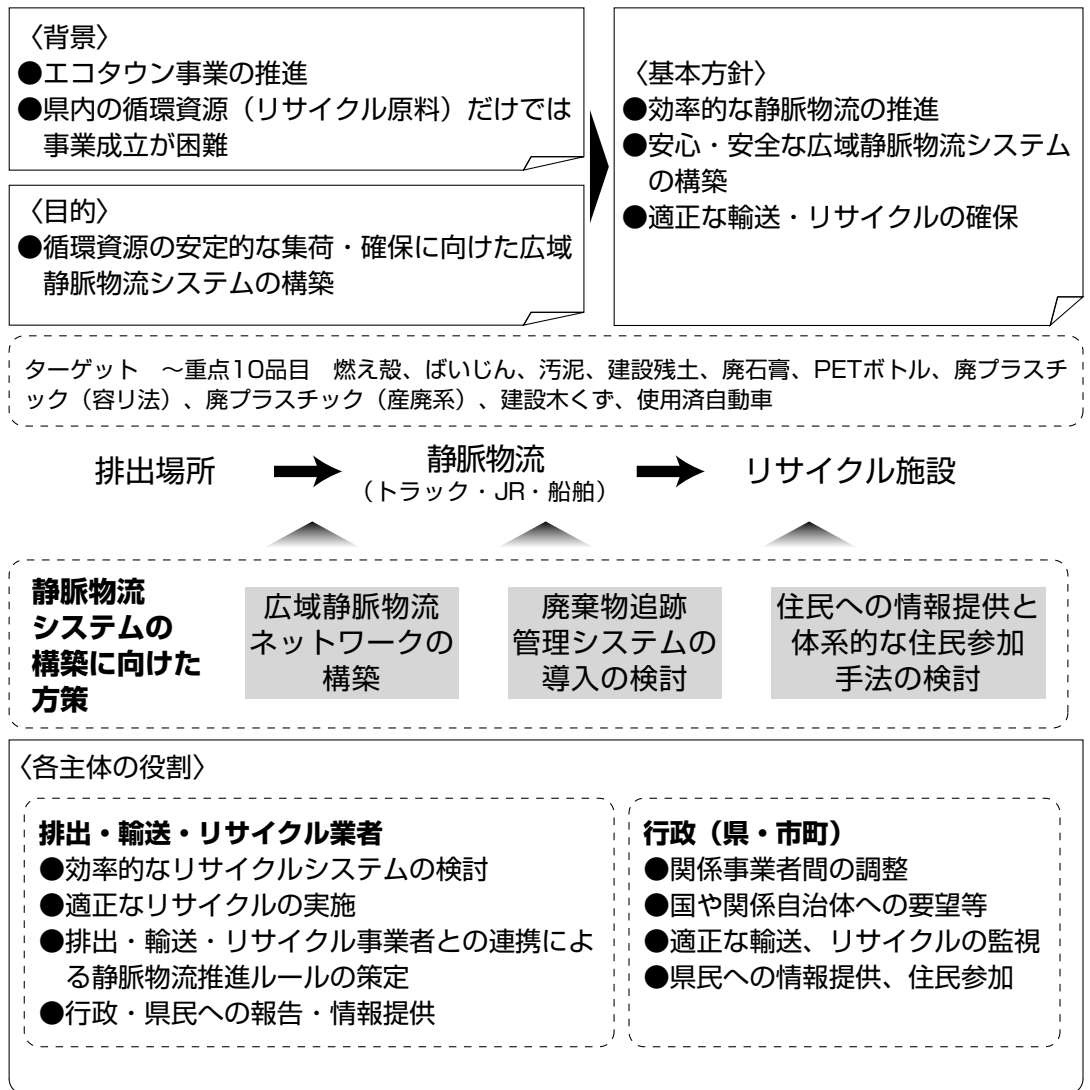 〈背景〉
●エコタウン事業の推進
●県内の循環資源（リサイクル原料）だけでは
事業成立が困難
〈目的〉
●循環資源の安定的な集荷・確保に向けた広域
静脈物流システムの構築
〈基本方針〉
●効率的な静脈物流の推進
●安心・安全な広域静脈物流システム
の構築
●適正な輸送・リサイクルの確保
ターゲット　～重点10品目　燃え殻、ばいじん、汚泥、建設残土、廃石膏、PETボトル、廃プラスチ
ック（容リ法）、廃プラスチック（産廃系）、建設木くず、使用済自動車
排出場所
静脈物流
（トラック・JR・船舶）
リサイクル施設
静脈物流
システムの
構築に向けた
方策
広域静脈物流
ネットワークの
構築
廃棄物追跡
管理システムの
導入の検討
住民への情報提供と
体系的な住民参加
手法の検討
〈各主体の役割〉
排出・輸送・リサイクル業者
●効率的なリサイクルシステムの検討
●適正なリサイクルの実施
●排出・輸送・リサイクル事業者との連携によ
る静脈物流推進ルールの策定
●行政・県民への報告・情報提供
行政（県・市町）
●関係事業者間の調整
●国や関係自治体への要望等
●適正な輸送、リサイクルの監視
●県民への情報提供、住民参加